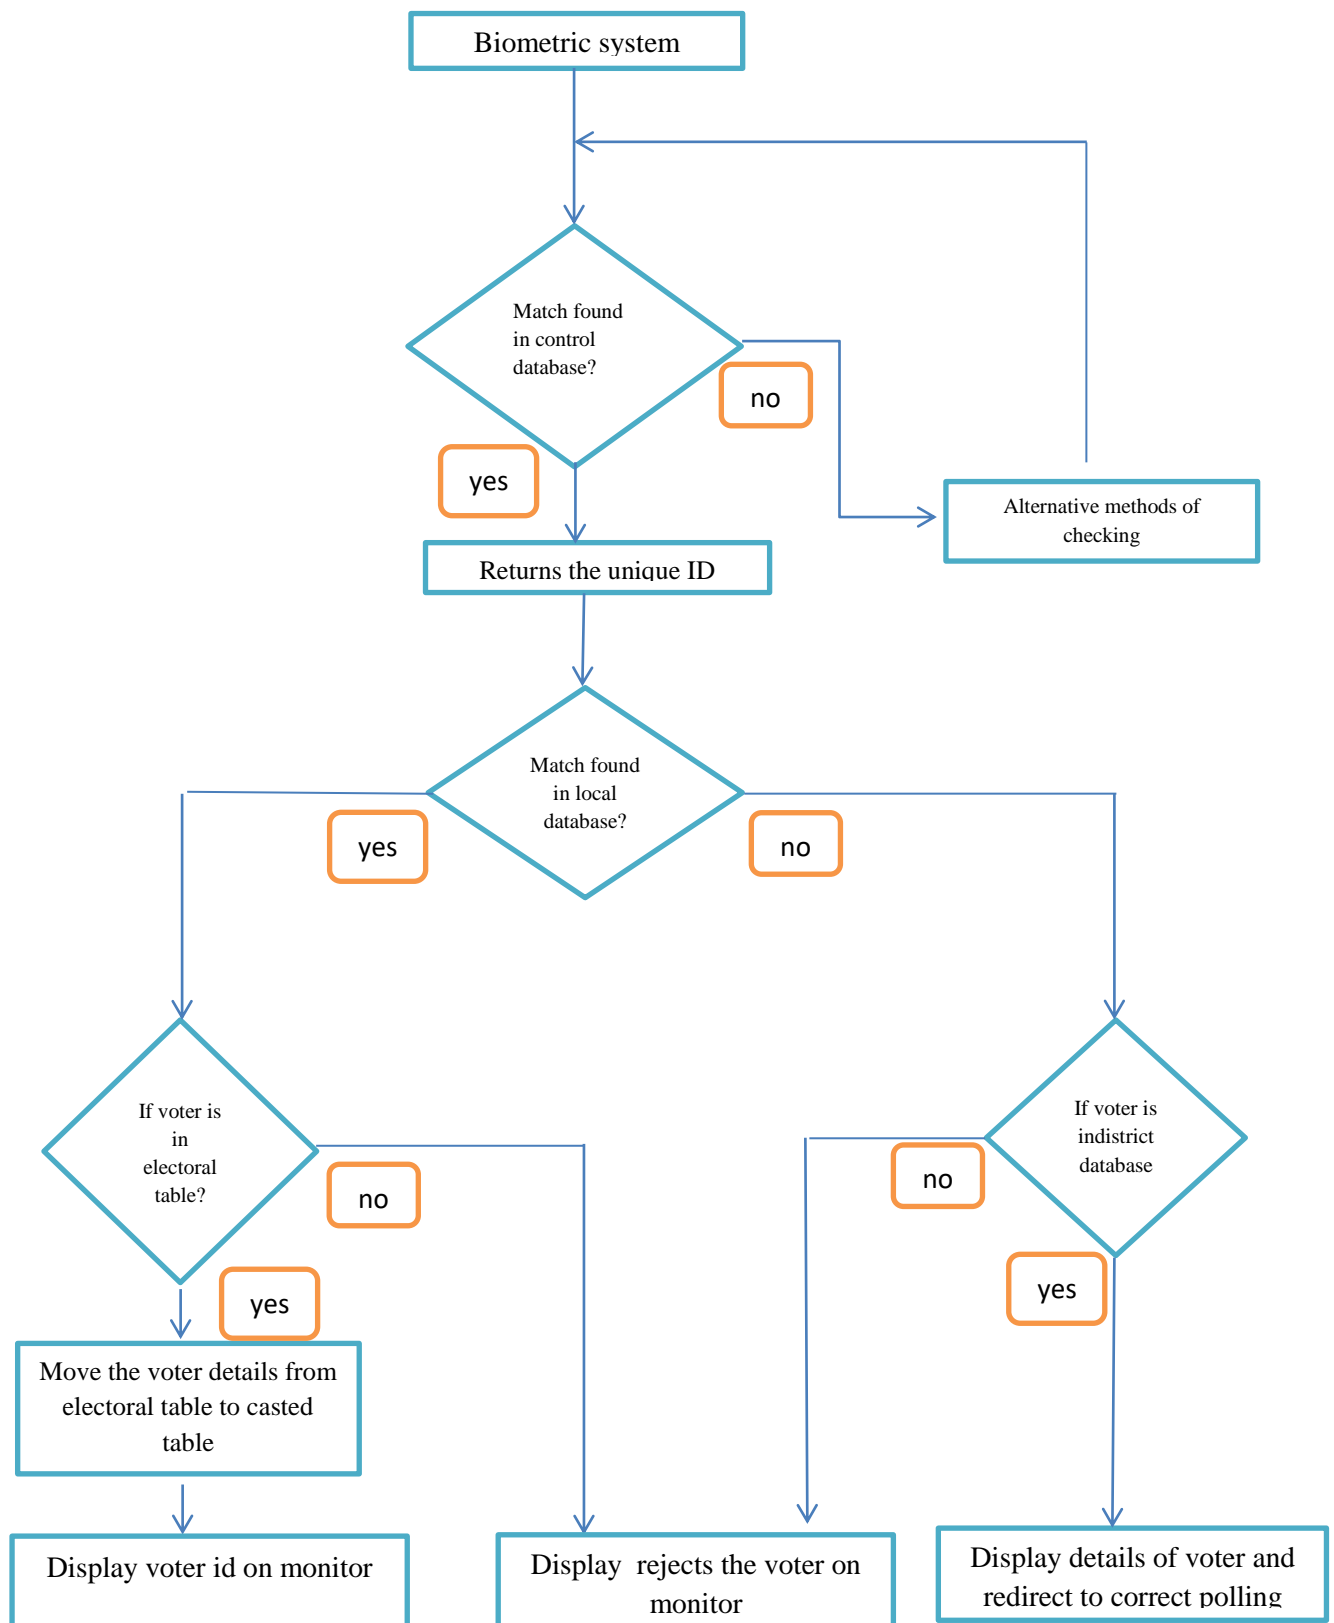 Biometric system
Match found
in control
database?
no
yes
Alternative methods of
checking
Returns the unique ID
Match found
in local
database?
yes
no
If voter is
in
electoral
table?
If voter is
indistrict
database
no
no
yes
yes
Move the voter details from
electoral table to casted
table
Display voter id on monitor
Display  rejects the voter on
monitor
Display details of voter and
redirect to correct polling